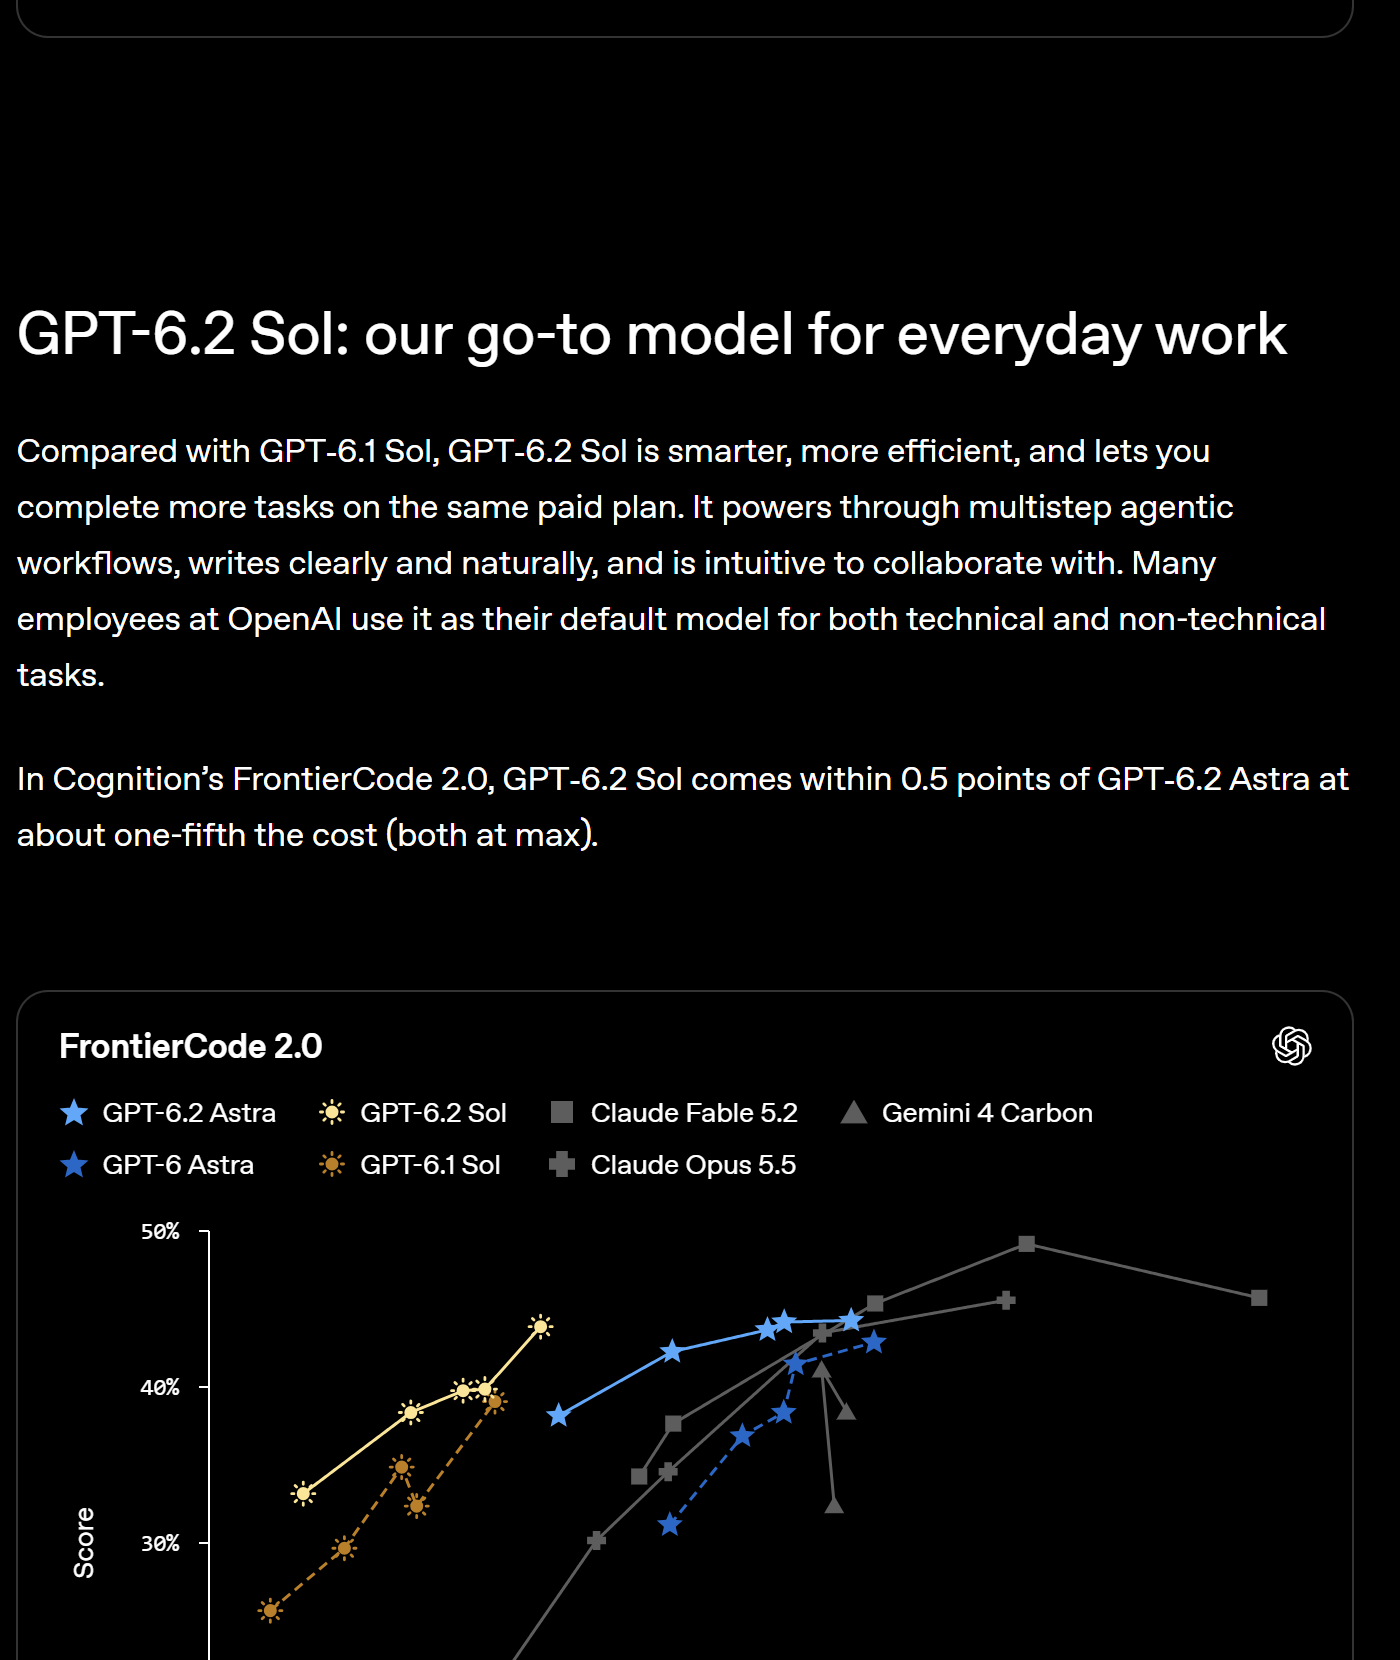 GPT-6.2 Sol: our go-to model for everyday work
Compared with GPT-6.1 Sol, GPT-6.2 Sol is smarter, more efficient, and lets you
complete more tasks on the same paid plan. It powers through multistep agentic
workflows, writes clearly and naturally, and is intuitive to collaborate with. Many
employees at OpenAI use it as their default model for both technical and non-technical
tasks.
In Cognition’s FrontierCode 2.0, GPT-6.2 Sol comes within 0.5 points of GPT-6.2 Astra at
about one-fifth the cost (both at max).
FrontierCode 2.0
GPT-6.2 Astra GPT-6.2 Sol Claude Fable 5.2 Gemini 4 Carbon
GPT-6 Astra GPT-6.1 Sol Claude Opus 5.5
50%
40%
30%
Score